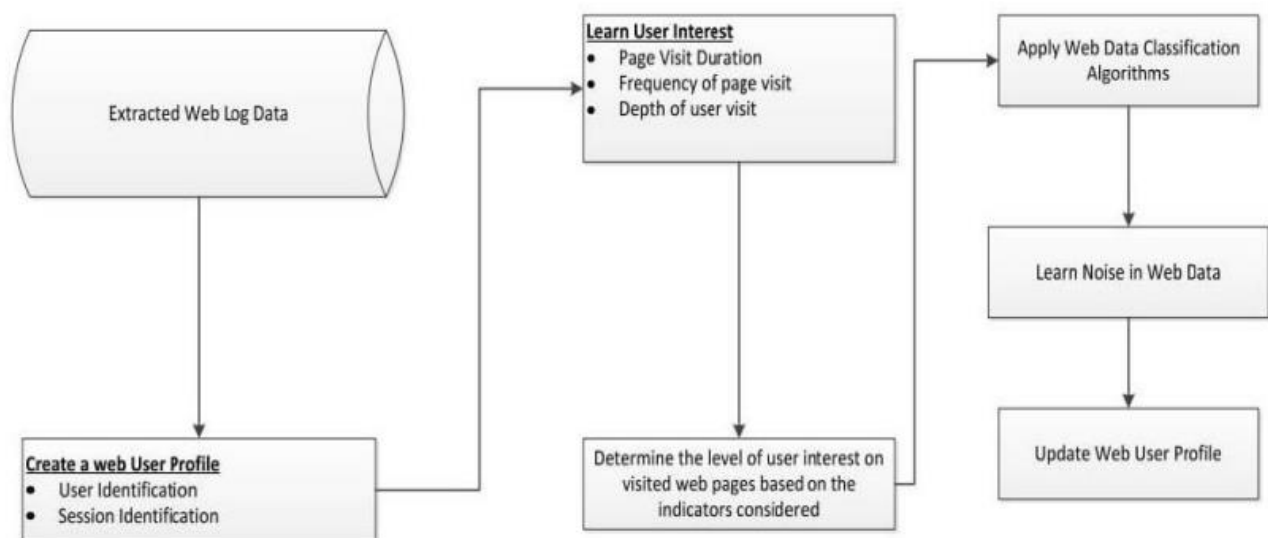 Extracted Web Log Data
Create a web User Profile
• User Identification
• Session Identification
Learn User Interest
• Page Visit Duration
• Frequency of page visit
• Depth of user visit
Determine the level of user interest on
visited web pages based on the
indicators considered
Apply Web Data Classification
Algorithms
Learn Noise in Web Data
Update Web User Profile